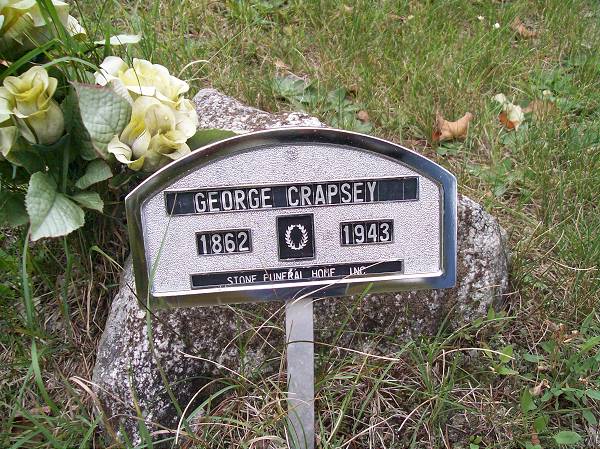 GEORGE CRAPSEY
1862 1943
STONE FUNERAL HOME INC.